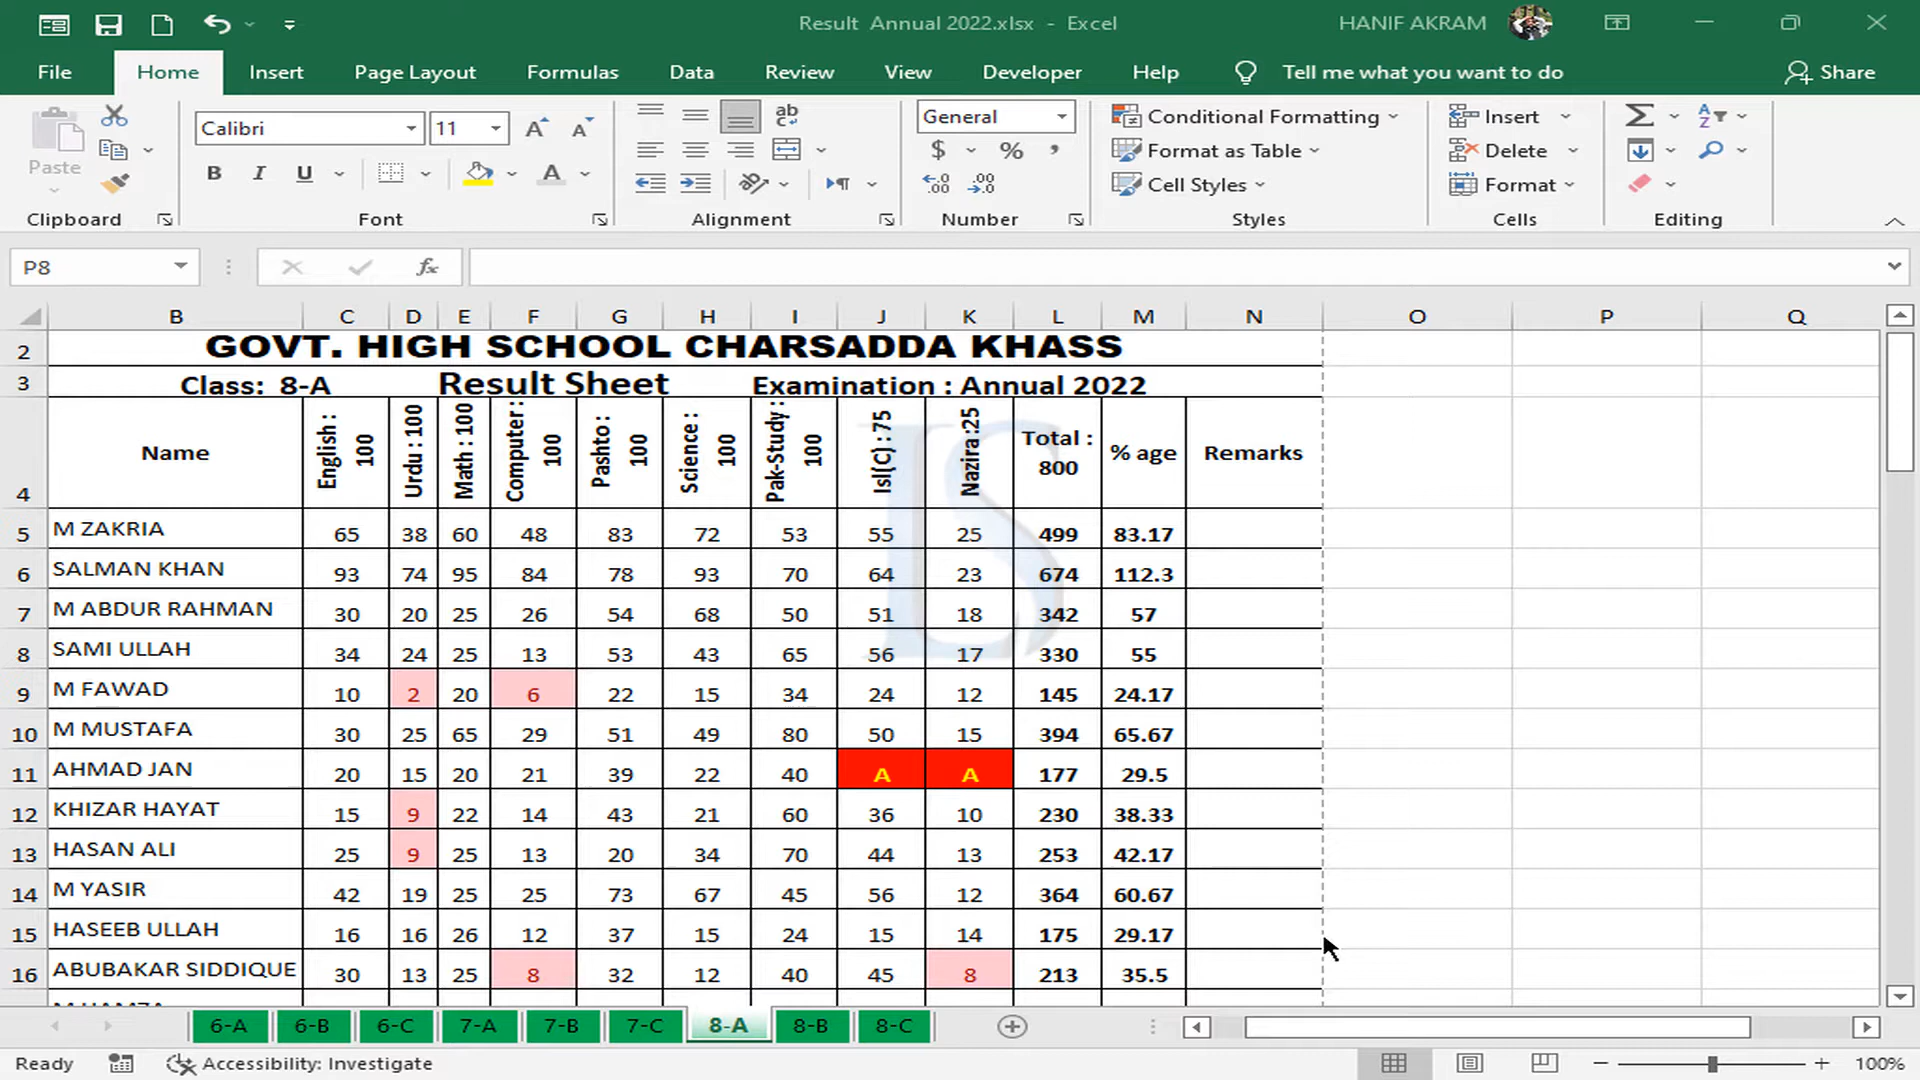 Result Annual 2022.xlsx - Excel
HANIF AKRAM
File Home Insert Page Layout Formulas Data Review View Developer Help Tell me what you want to do Share
Paste
Calibri 11
General
Conditional Formatting
Format as Table
Cell Styles
Insert
Delete
Format
Clipboard Font Alignment Number Styles Cells Editing
P8
B C D E F G H I J K L M N O P Q
2 GOVT. HIGH SCHOOL CHARSADDA KHASS
3 Class: 8-A Result Sheet Examination : Annual 2022
4 Name English : 100 Urdu : 100 Math : 100 Computer : 100 Pashto : 100 Science : 100 Pak-Study : 100 Isl(C) : 75 Nazira :25 Total : 800 % age Remarks
5 M ZAKRIA 65 38 60 48 83 72 53 55 25 499 83.17
6 SALMAN KHAN 93 74 95 84 78 93 70 64 23 674 112.3
7 M ABDUR RAHMAN 30 20 25 26 54 68 50 51 18 342 57
8 SAMI ULLAH 34 24 25 13 53 43 65 56 17 330 55
9 M FAWAD 10 2 20 6 22 15 34 24 12 145 24.17
10 M MUSTAFA 30 25 65 29 51 49 80 50 15 394 65.67
11 AHMAD JAN 20 15 20 21 39 22 40 A A 177 29.5
12 KHIZAR HAYAT 15 9 22 14 43 21 60 36 10 230 38.33
13 HASAN ALI 25 9 25 13 20 34 70 44 13 253 42.17
14 M YASIR 42 19 25 25 73 67 45 56 12 364 60.67
15 HASEEB ULLAH 16 16 26 12 37 15 24 15 14 175 29.17
16 ABUBAKAR SIDDIQUE 30 13 25 8 32 12 40 45 8 213 35.5
6-A 6-B 6-C 7-A 7-B 7-C 8-A 8-B 8-C
Ready Accessibility: Investigate 100%